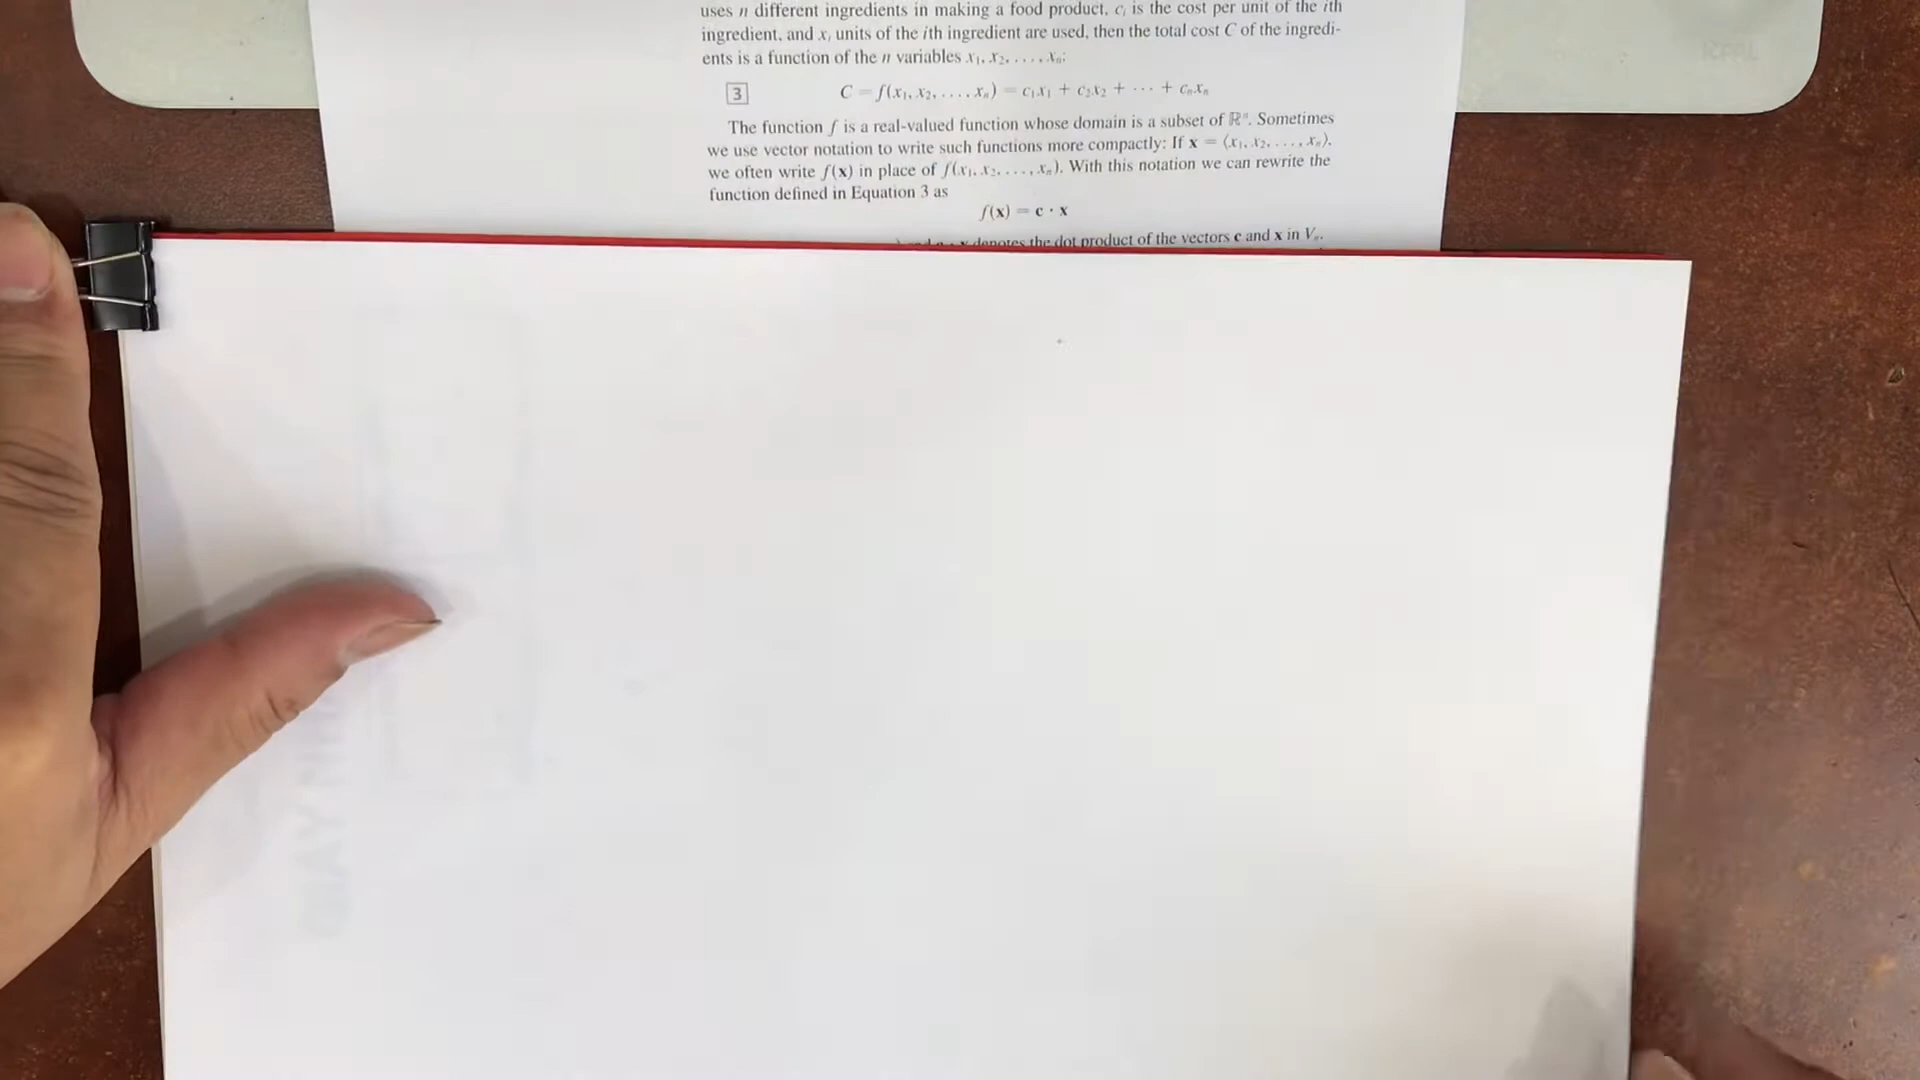 uses n different ingredients in making a food product, cᵢ is the cost per unit of the ith
ingredient, and xᵢ units of the ith ingredient are used, then the total cost C of the ingredi-
ents is a function of the n variables x₁, x₂, . . . , xₙ:
3 C = f(x₁, x₂, . . . , xₙ) = c₁x₁ + c₂x₂ + ··· + cₙxₙ
The function f is a real-valued function whose domain is a subset of ℝⁿ. Sometimes
we use vector notation to write such functions more compactly: If x = ⟨x₁, x₂, . . . , xₙ⟩,
we often write f(x) in place of f(x₁, x₂, . . . , xₙ). With this notation we can rewrite the
function defined in Equation 3 as
f(x) = c · x
denotes the dot product of the vectors c and x in Vₙ.